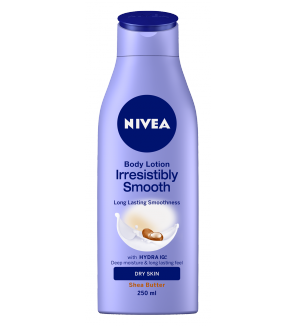 NIVEA
Body Lotion
Irresistibly
Smooth
Long Lasting Smoothness
with HYDRA IQ
Deep moisture & long lasting feel
DRY SKIN
Shea Butter
250 ml